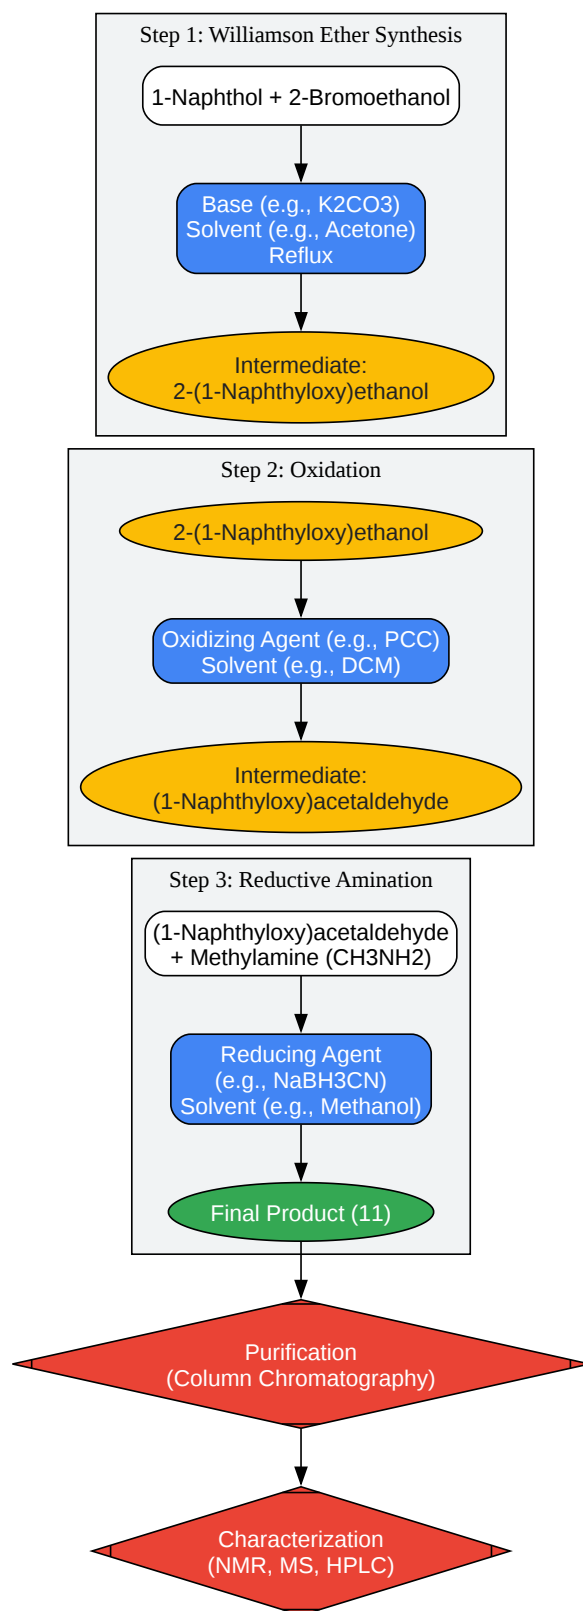 Step 1: Williamson Ether Synthesis
1-Naphthol + 2-Bromoethanol
Base (e.g., K2CO3)
Solvent (e.g., Acetone)
Reflux
Intermediate:
2-(1-Naphthyloxy)ethanol
Step 2: Oxidation
2-(1-Naphthyloxy)ethanol
Oxidizing Agent (e.g., PCC)
Solvent (e.g., DCM)
Intermediate:
(1-Naphthyloxy)acetaldehyde
Step 3: Reductive Amination
(1-Naphthyloxy)acetaldehyde
+ Methylamine (CH3NH2)
Reducing Agent
(e.g., NaBH3CN)
Solvent (e.g., Methanol)
Final Product (11)
Purification
(Column Chromatography)
Characterization
(NMR, MS, HPLC)